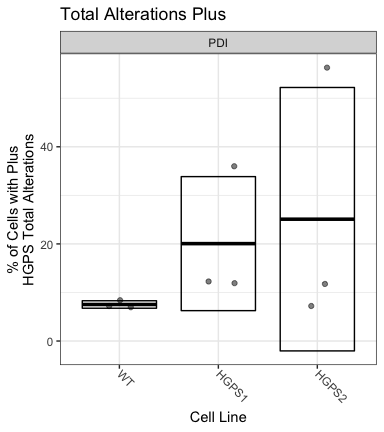 Total Alterations Plus
PDI
% of Cells with Plus
HGPS Total Alterations
40
20
0
WT
HGPS1
HGPS2
Cell Line